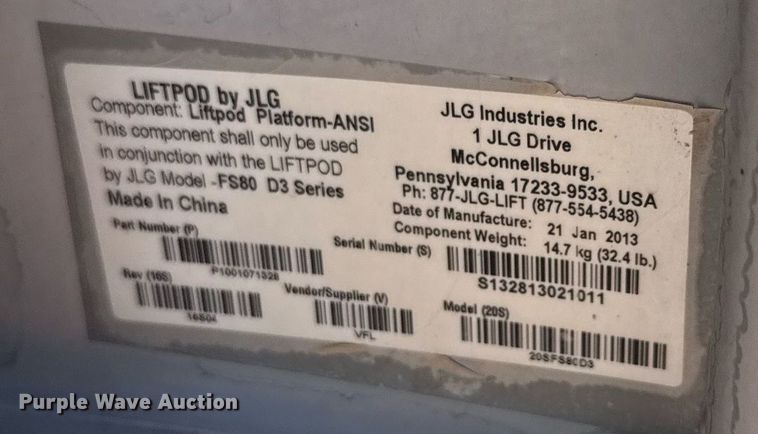 LIFTPOD by JLG
Component: Liftpod Platform-ANSI
This component shall only be used
in conjunction with the LIFTPOD
by JLG Model -FS80 D3 Series
Made In China
JLG Industries Inc.
1 JLG Drive
McConnellsburg,
Pennsylvania 17233-9533, USA
Ph: 877-JLG-LIFT (877-554-5438)
Date of Manufacture: 21 Jan 2013
Component Weight: 14.7 kg (32.4 lb.)
Part Number (P)
P1001071328
Serial Number (S)
S132813021011
Rev (16S)
16S04
Vendor/Supplier (V)
VFL
Model (20S)
20SFS80D3
Purple Wave Auction